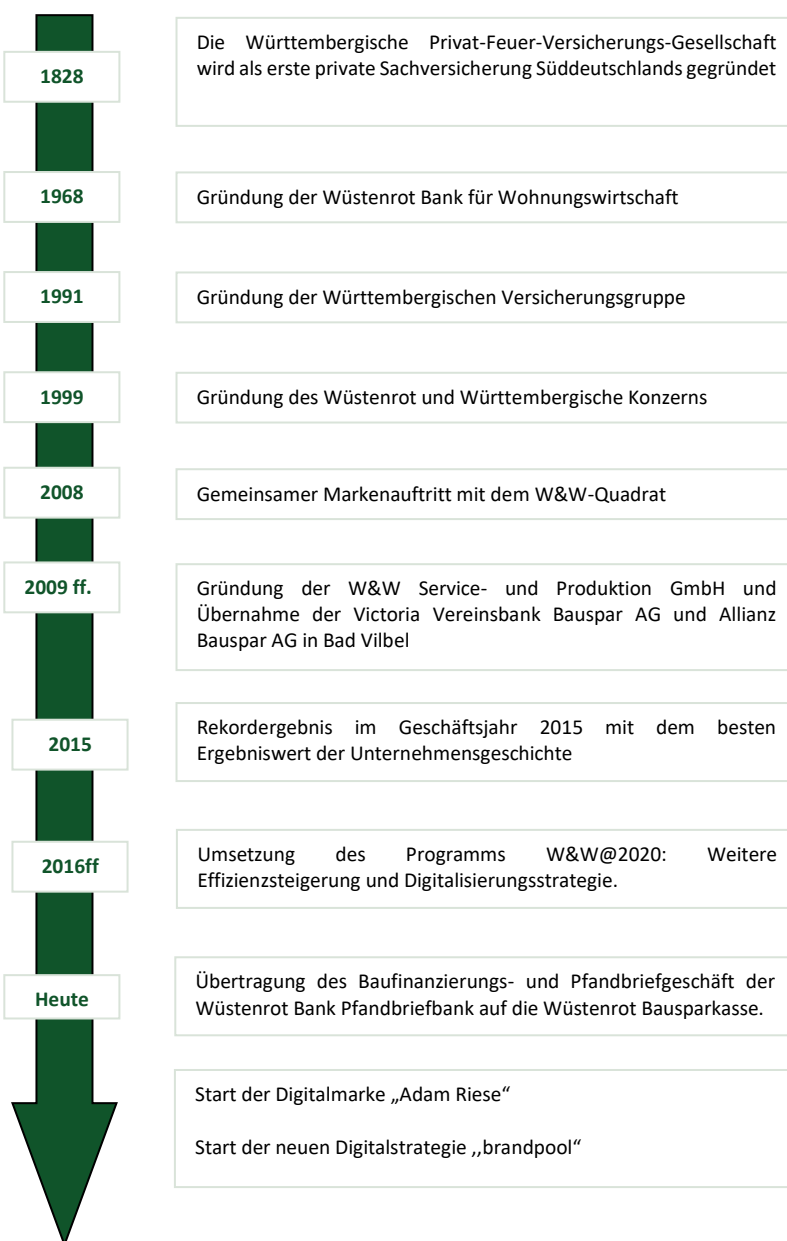 1828
Die Württembergische Privat-Feuer-Versicherungs-Gesellschaft
wird als erste private Sachversicherung Süddeutschlands gegründet
1968
Gründung der Wüstenrot Bank für Wohnungswirtschaft
1991
Gründung der Württembergischen Versicherungsgruppe
1999
Gründung des Wüstenrot und Württembergische Konzerns
2008
Gemeinsamer Markenauftritt mit dem W&W-Quadrat
2009 ff.
Gründung der W&W Service- und Produktion GmbH und
Übernahme der Victoria Vereinsbank Bauspar AG und Allianz
Bauspar AG in Bad Vilbel
2015
Rekordergebnis im Geschäftsjahr 2015 mit dem besten
Ergebniswert der Unternehmensgeschichte
2016ff
Umsetzung des Programms W&W@2020: Weitere
Effizienzsteigerung und Digitalisierungsstrategie.
Heute
Übertragung des Baufinanzierungs- und Pfandbriefgeschäft der
Wüstenrot Bank Pfandbriefbank auf die Wüstenrot Bausparkasse.
Start der Digitalmarke „Adam Riese“
Start der neuen Digitalstrategie ,,brandpool“